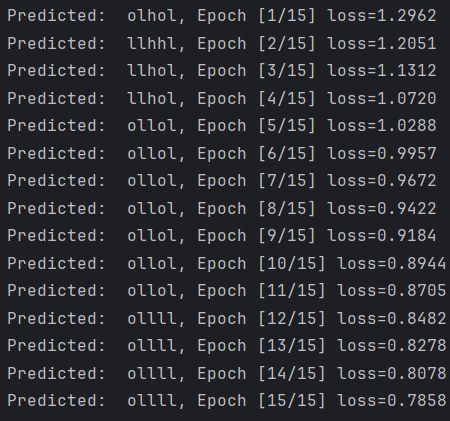 Predicted:  olhol, Epoch [1/15] loss=1.2962
Predicted:  llhhl, Epoch [2/15] loss=1.2051
Predicted:  llhol, Epoch [3/15] loss=1.1312
Predicted:  llhol, Epoch [4/15] loss=1.0720
Predicted:  ollol, Epoch [5/15] loss=1.0288
Predicted:  ollol, Epoch [6/15] loss=0.9957
Predicted:  ollol, Epoch [7/15] loss=0.9672
Predicted:  ollol, Epoch [8/15] loss=0.9422
Predicted:  ollol, Epoch [9/15] loss=0.9184
Predicted:  ollol, Epoch [10/15] loss=0.8944
Predicted:  ollol, Epoch [11/15] loss=0.8705
Predicted:  ollll, Epoch [12/15] loss=0.8482
Predicted:  ollll, Epoch [13/15] loss=0.8278
Predicted:  ollll, Epoch [14/15] loss=0.8078
Predicted:  ollll, Epoch [15/15] loss=0.7858